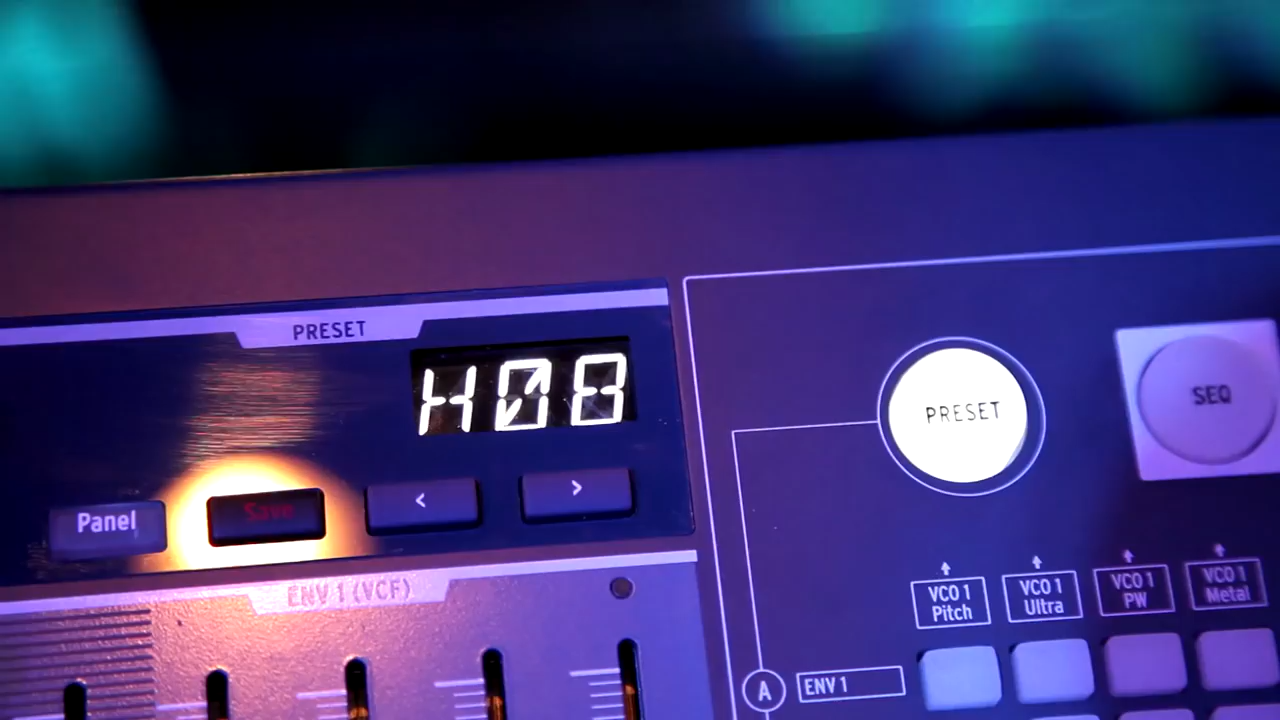 PRESET
H08
Panel
Save
<
>
ENV 1 (VCF)
PRESET
SEQ
VCO 1
Pitch
VCO 1
Ultra
VCO 1
PW
VCO 1
Metal
A
ENV 1